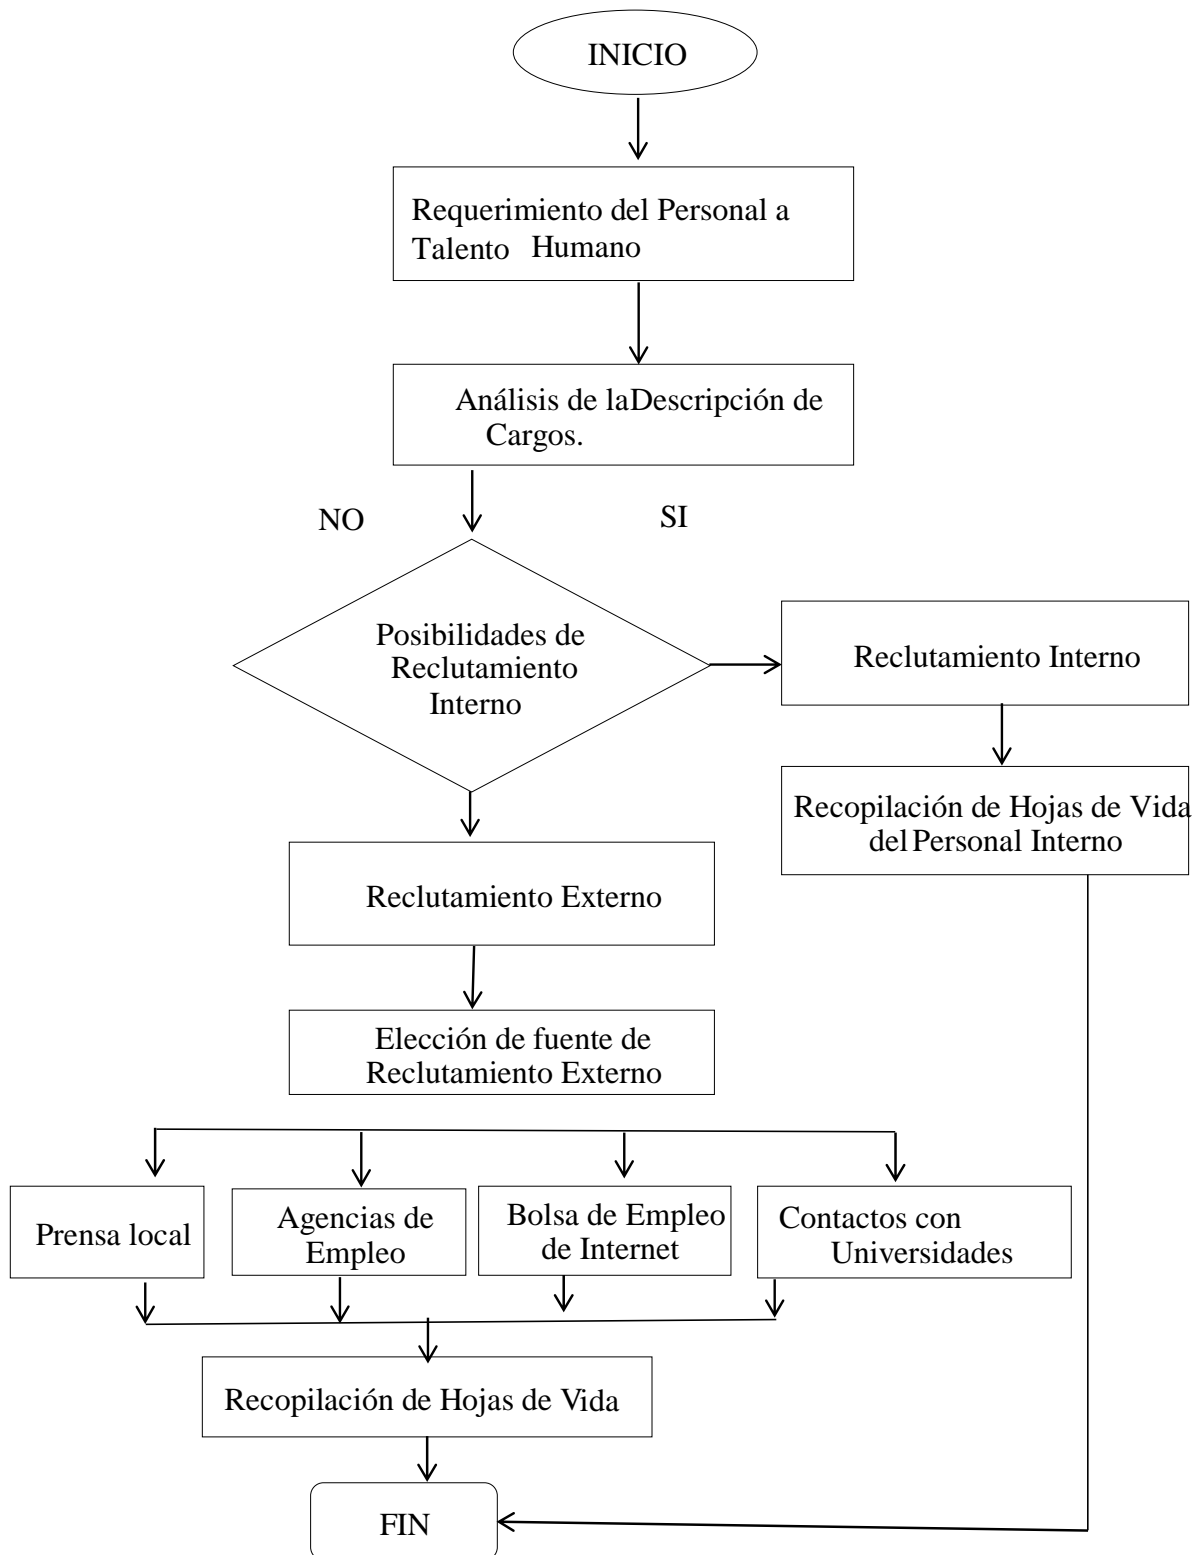 INICIO
Requerimiento del Personal a
Talento Humano
Análisis de laDescripción de
Cargos.
NO
SI
Posibilidades de
Reclutamiento
Interno
Reclutamiento Interno
Recopilación de Hojas de Vida
del Personal Interno
Reclutamiento Externo
Elección de fuente de
Reclutamiento Externo
Prensa local
Agencias de
Empleo
Bolsa de Empleo
de Internet
Contactos con
Universidades
Recopilación de Hojas de Vida
FIN